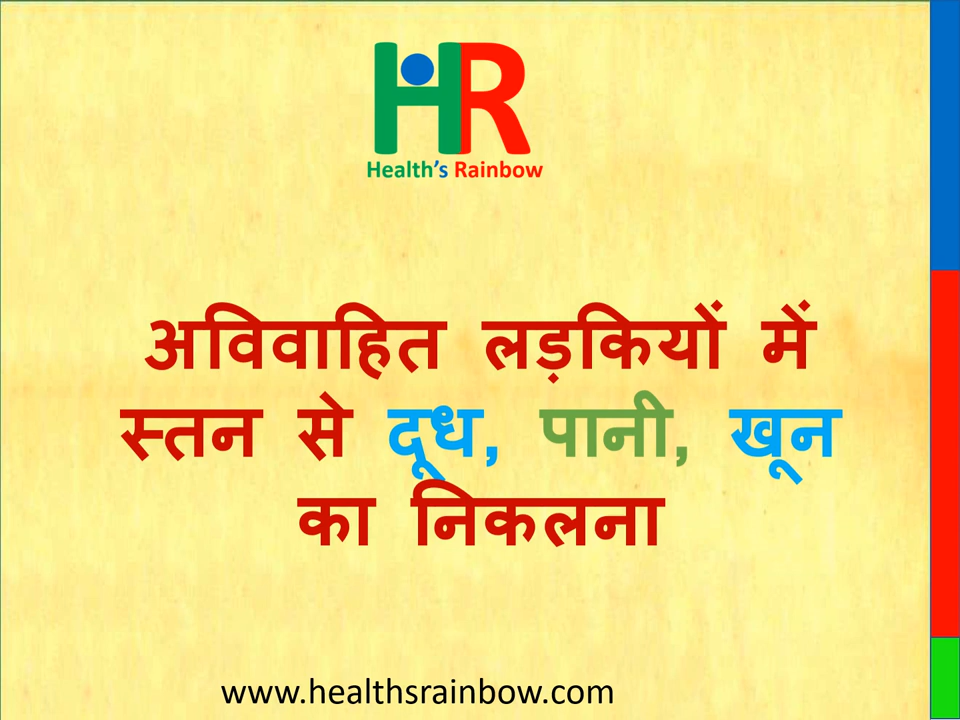 HR
Health's Rainbow
अविवाहित लड़कियों में
स्तन से दूध, पानी, खून
का निकलना
www.healthsrainbow.com